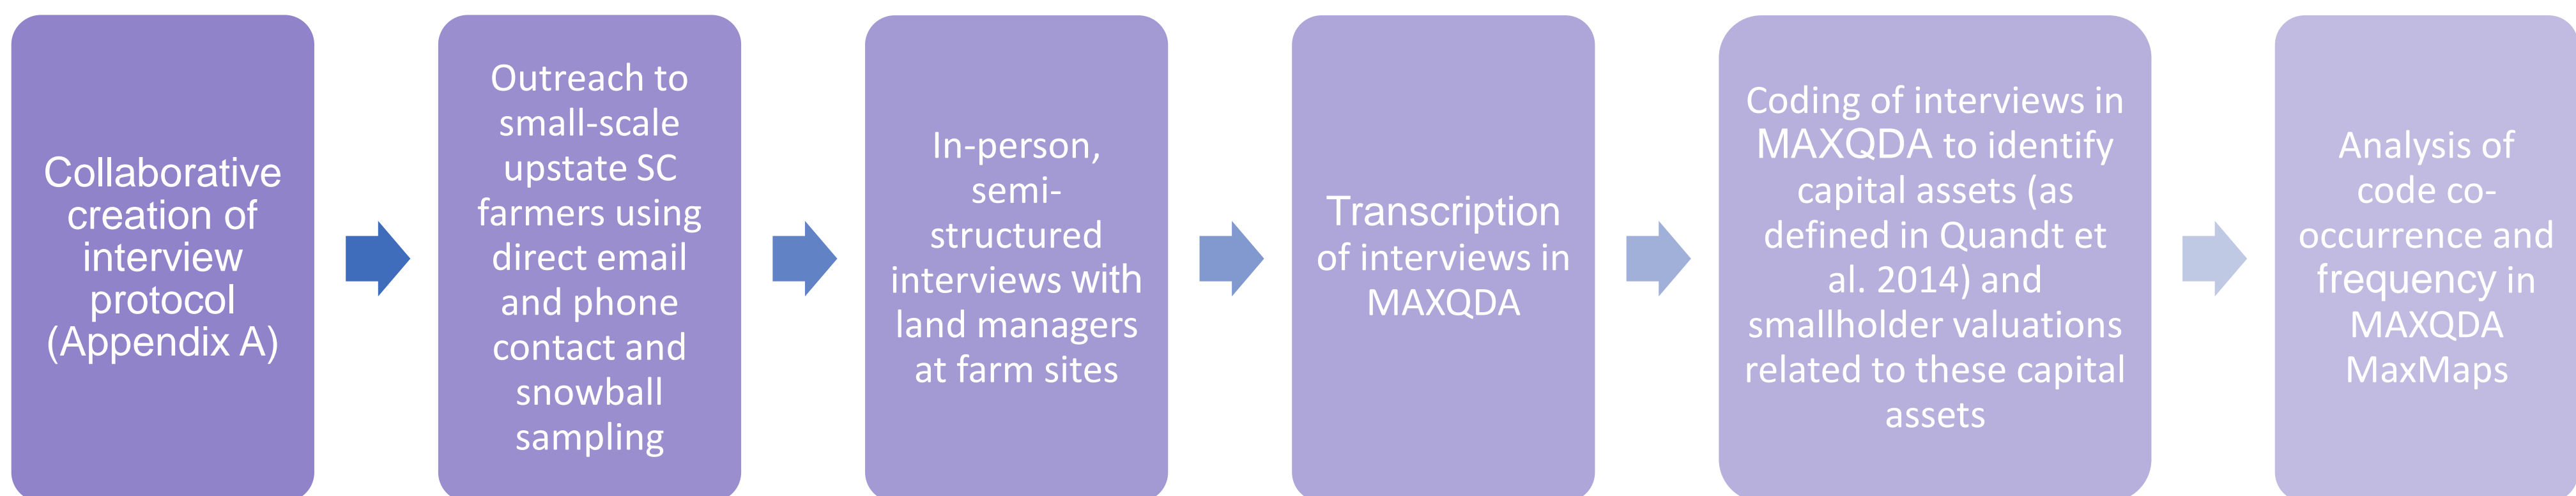 Collaborative
creation of
interview
protocol
(Appendix A)
Outreach to
small-scale
upstate SC
farmers using
direct email
and phone
contact and
snowball
sampling
In-person,
semi-
structured
interviews with
land managers
at farm sites
Transcription
of interviews in
MAXQDA
Coding of interviews in
MAXQDA to identify
capital assets (as
defined in Quandt et
al. 2014) and
smallholder valuations
related to these capital
assets
Analysis of
code co-
occurrence and
frequency in
MAXQDA
MaxMaps